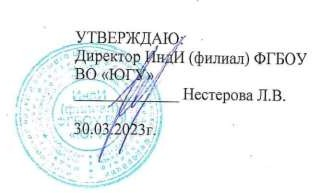 УТВЕРЖДАЮ:
Директор ИндИ (филиал) ФГБОУ
ВО «ЮГУ»
Нестерова Л.В.
30.03.2023г.